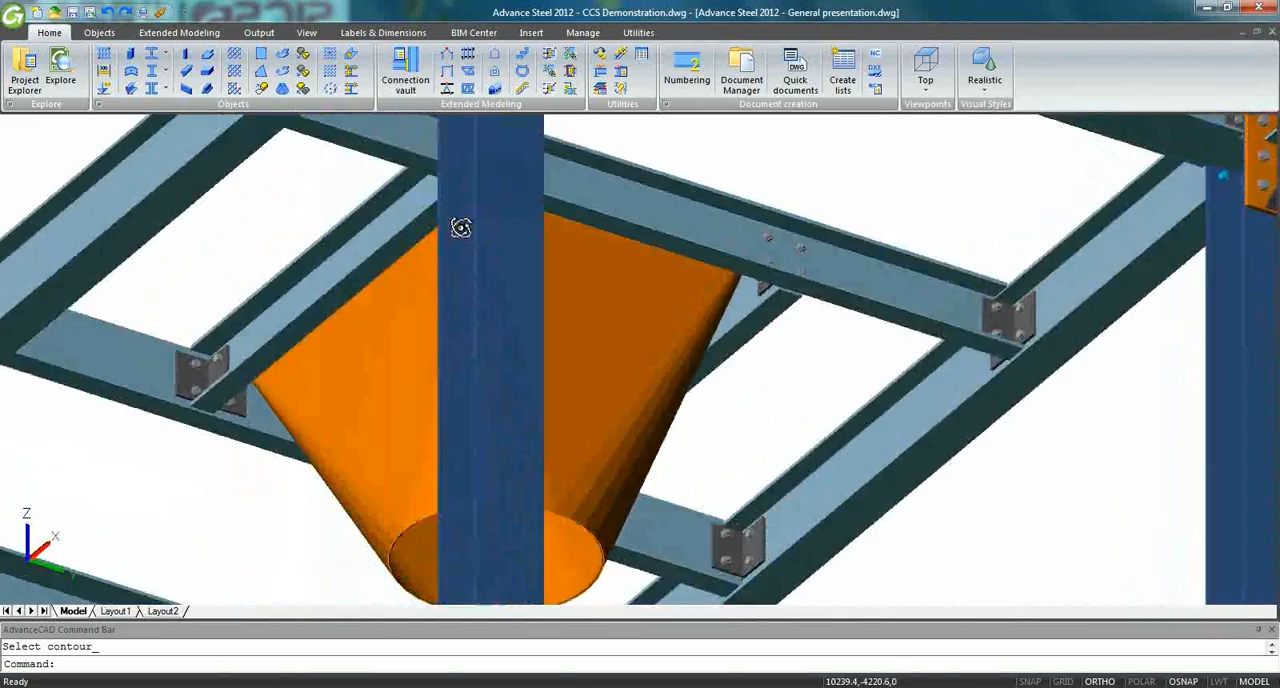 Advance Steel 2012 - CCS Demonstration.dwg - [Advance Steel 2012 - General presentation.dwg]
Home Objects Extended Modeling Output View Labels & Dimensions BIM Center Insert Manage Utilities
Project Explorer
Explore
Connection vault
Numbering
Document Manager
Quick documents
Create lists
NC
DXF
Top
Realistic
Explore Objects Extended Modeling Utilities Document creation Viewpoints Visual Styles
Z
X
Model Layout1 Layout2
AdvanceCAD Command Bar
Select contour_
Command:
Ready 10239.4,-4220.6,0 SNAP GRID ORTHO POLAR OSNAP LWT MODEL